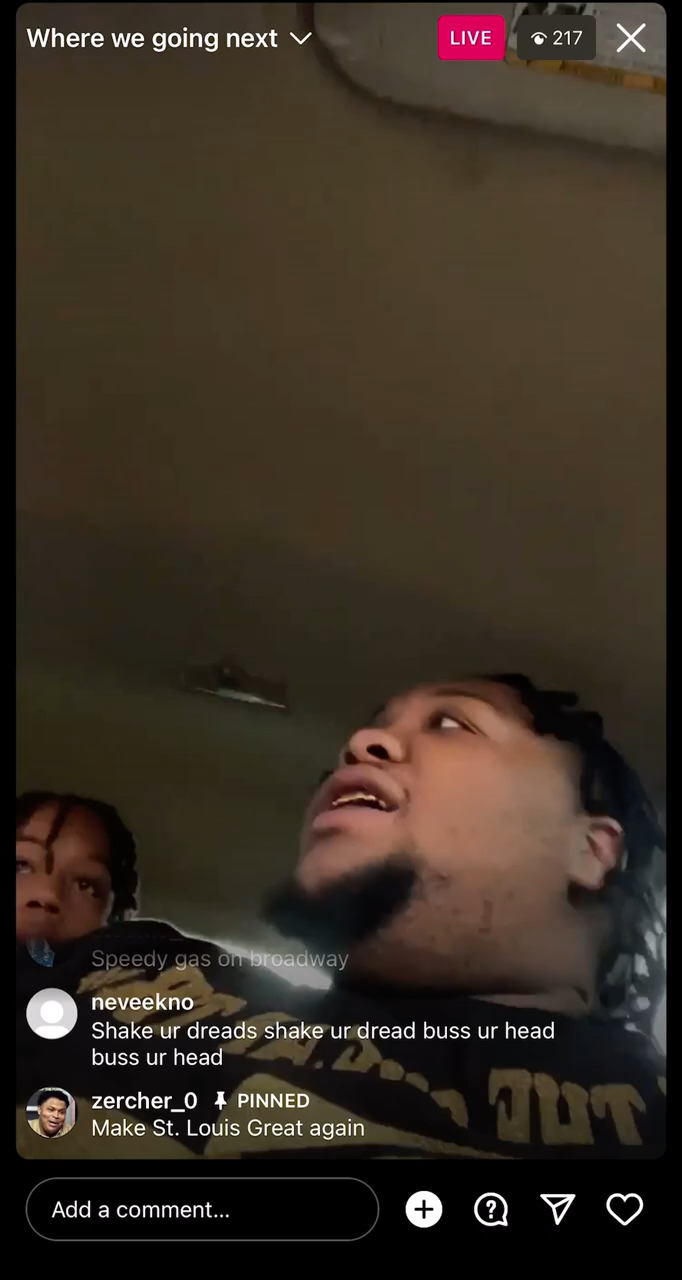 Where we going next
LIVE
217
Speedy gas on broadway
neveekno
Shake ur dreads shake ur dread buss ur head
buss ur head
zercher_0 PINNED
Make St. Louis Great again
Add a comment...